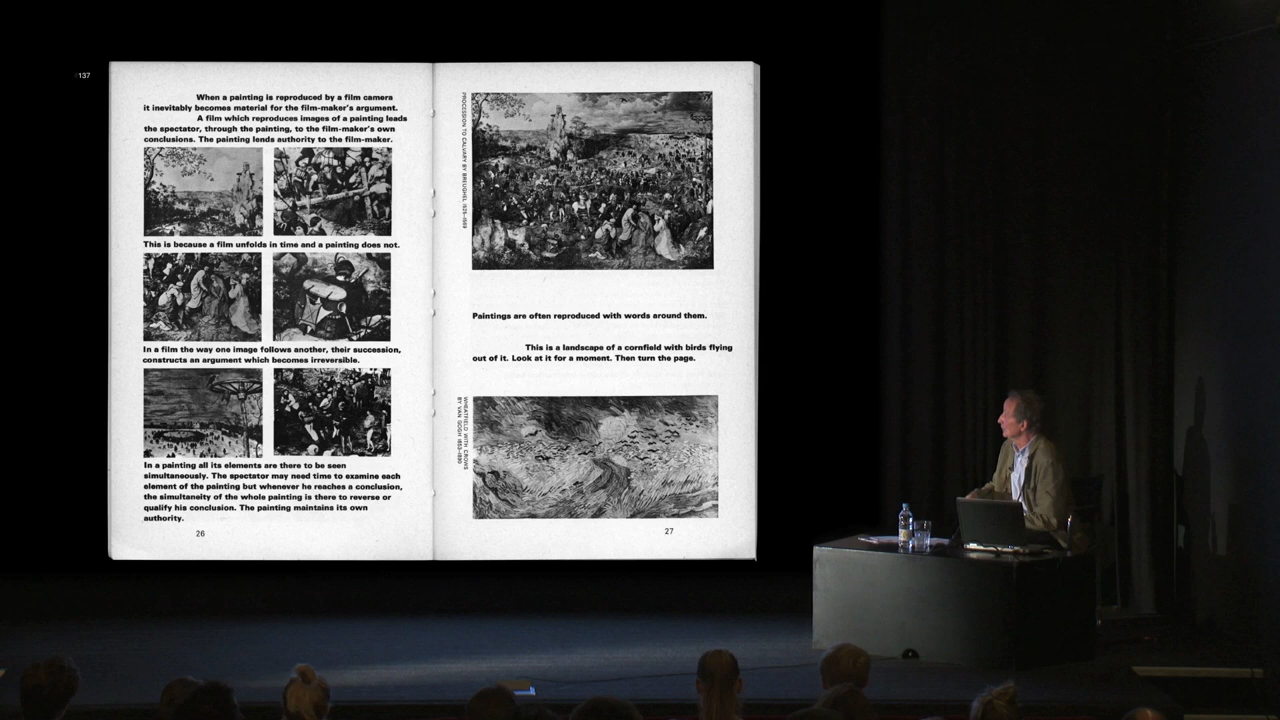 137
When a painting is reproduced by a film camera
it inevitably becomes material for the film-maker's argument.
A film which reproduces images of a painting leads
the spectator, through the painting, to the film-maker's own
conclusions. The painting lends authority to the film-maker.
This is because a film unfolds in time and a painting does not.
In a film the way one image follows another, their succession,
constructs an argument which becomes irreversible.
In a painting all its elements are there to be seen
simultaneously. The spectator may need time to examine each
element of the painting but whenever he reaches a conclusion,
the simultaneity of the whole painting is there to reverse or
qualify his conclusion. The painting maintains its own
authority.
26
PROCESSION TO CALVARY BY BREUGHEL 1525–1569
Paintings are often reproduced with words around them.
This is a landscape of a cornfield with birds flying
out of it. Look at it for a moment. Then turn the page.
WHEATFIELD WITH CROWS
BY VAN GOGH 1853–1890
27